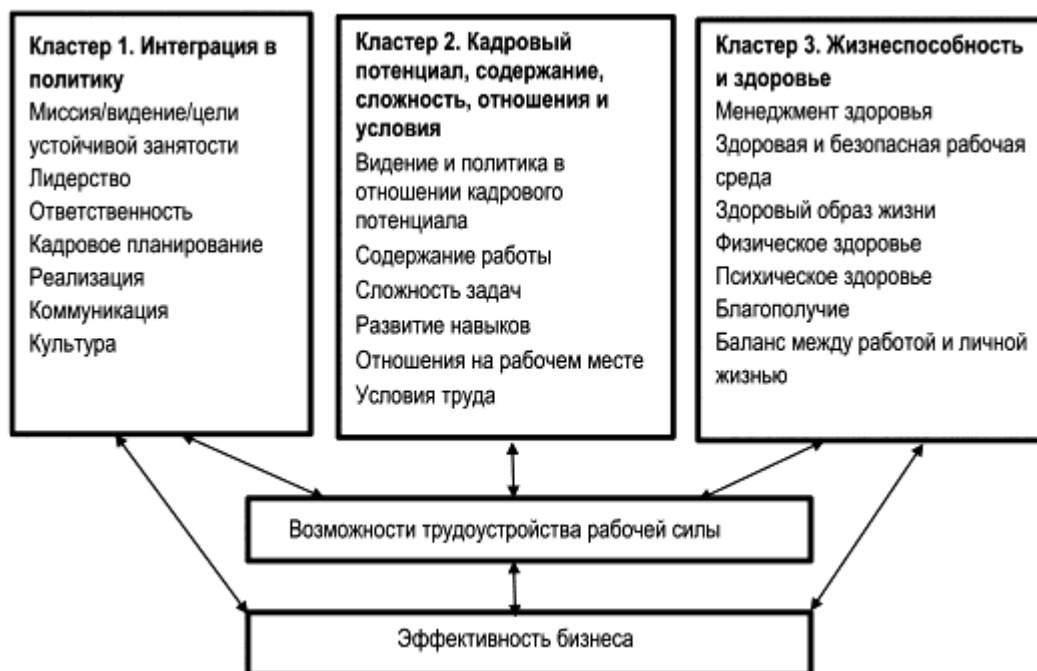 Кластер 1. Интеграция в
политику
Миссия/видение/цели
устойчивой занятости
Лидерство
Ответственность
Кадровое планирование
Реализация
Коммуникация
Культура
Кластер 2. Кадровый
потенциал, содержание,
сложность, отношения и
условия
Видение и политика в
отношении кадрового
потенциала
Содержание работы
Сложность задач
Развитие навыков
Отношения на рабочем месте
Условия труда
Кластер 3. Жизнеспособность
и здоровье
Менеджмент здоровья
Здоровая и безопасная рабочая
среда
Здоровый образ жизни
Физическое здоровье
Психическое здоровье
Благополучие
Баланс между работой и личной
жизнью
Возможности трудоустройства рабочей силы
Эффективность бизнеса